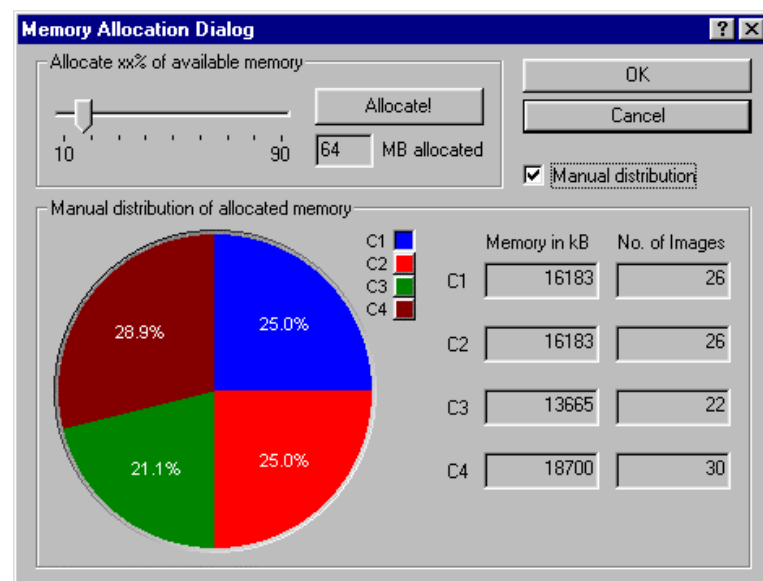 Memory Allocation Dialog
Allocate xx% of available memory
OK
Allocate!
Cancel
10 90
64 MB allocated
Manual distribution
Manual distribution of allocated memory
C1
C2
C3
C4
Memory in kB No. of Images
C1 16183 26
C2 16183 26
C3 13665 22
C4 18700 30
28.9% 25.0%
21.1% 25.0%